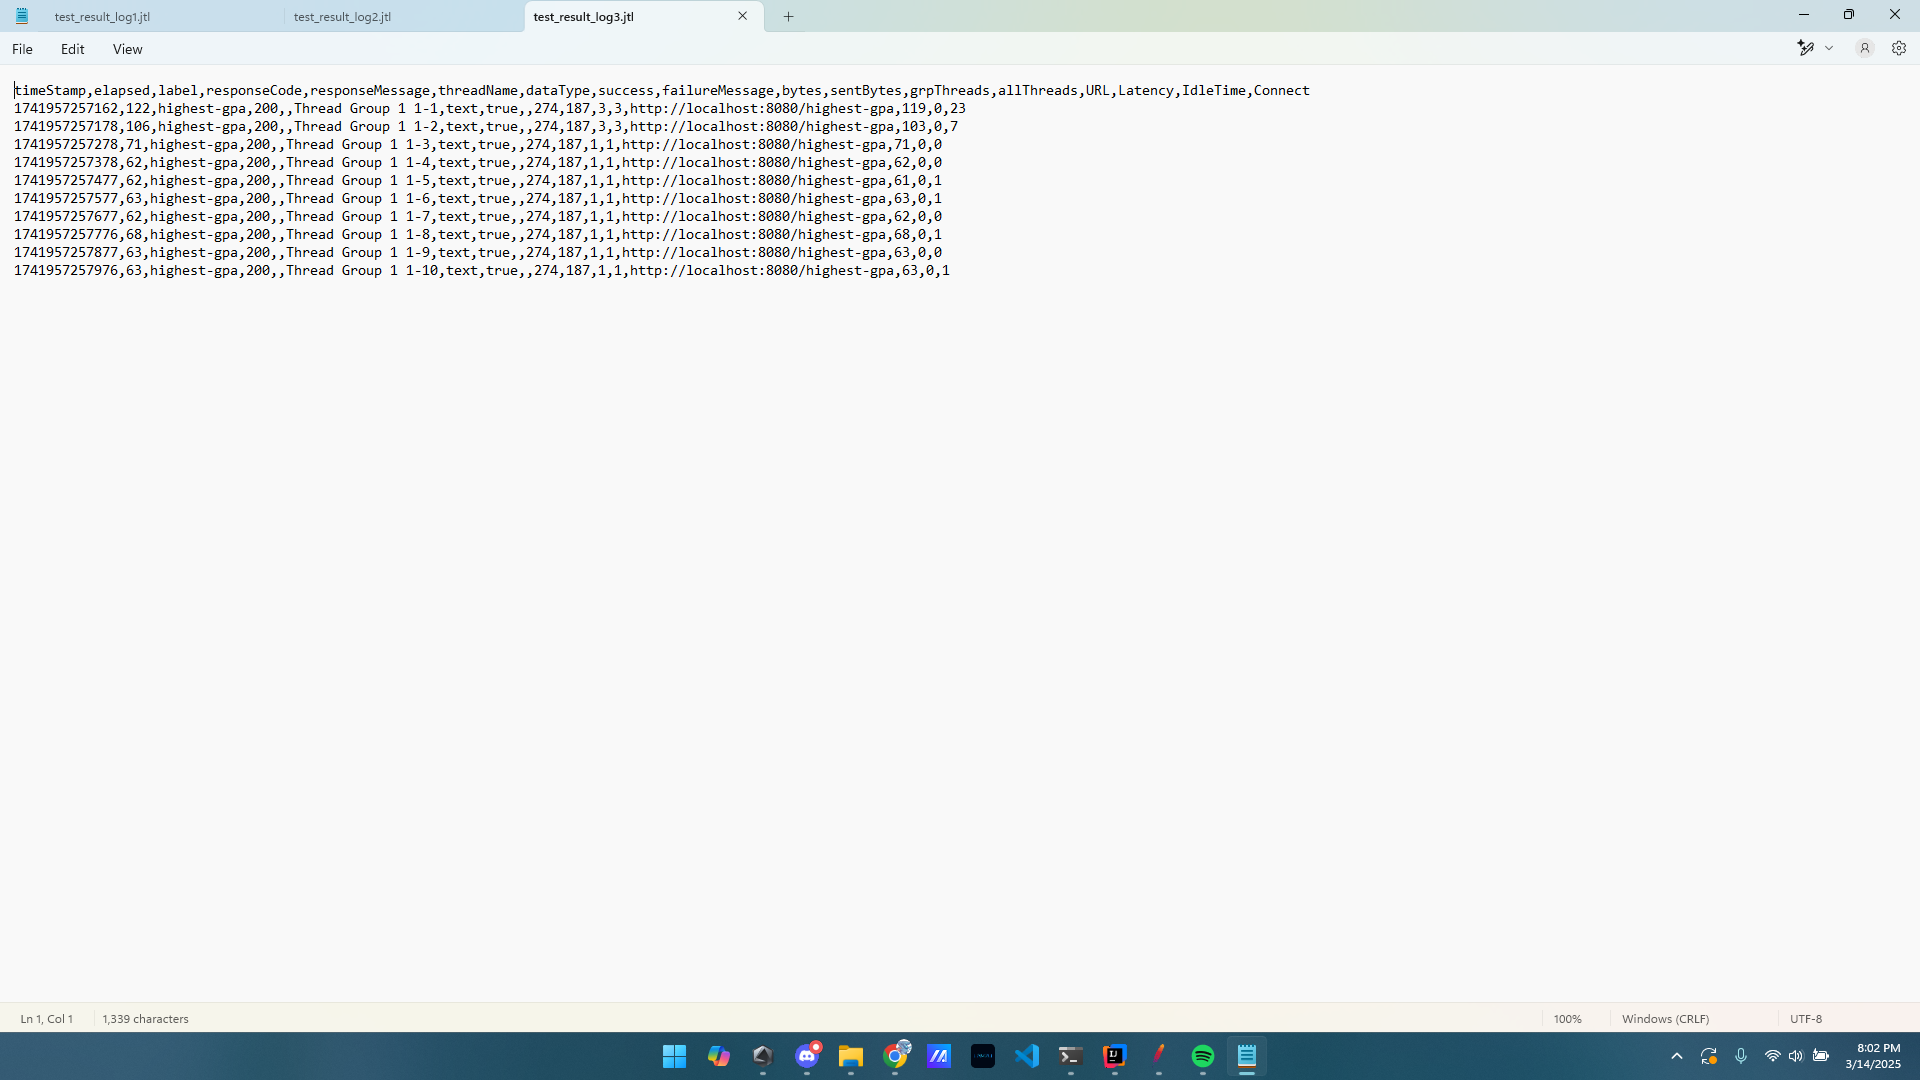 test_result_log1.jtl
test_result_log2.jtl
test_result_log3.jtl
File Edit View
timeStamp,elapsed,label,responseCode,responseMessage,threadName,dataType,success,failureMessage,bytes,sentBytes,grpThreads,allThreads,URL,Latency,IdleTime,Connect
1741957257162,122,highest-gpa,200,,Thread Group 1 1-1,text,true,,274,187,3,3,http://localhost:8080/highest-gpa,119,0,23
1741957257178,106,highest-gpa,200,,Thread Group 1 1-2,text,true,,274,187,3,3,http://localhost:8080/highest-gpa,103,0,7
1741957257278,71,highest-gpa,200,,Thread Group 1 1-3,text,true,,274,187,1,1,http://localhost:8080/highest-gpa,71,0,0
1741957257378,62,highest-gpa,200,,Thread Group 1 1-4,text,true,,274,187,1,1,http://localhost:8080/highest-gpa,62,0,0
1741957257477,62,highest-gpa,200,,Thread Group 1 1-5,text,true,,274,187,1,1,http://localhost:8080/highest-gpa,61,0,1
1741957257577,63,highest-gpa,200,,Thread Group 1 1-6,text,true,,274,187,1,1,http://localhost:8080/highest-gpa,63,0,1
1741957257677,62,highest-gpa,200,,Thread Group 1 1-7,text,true,,274,187,1,1,http://localhost:8080/highest-gpa,62,0,0
1741957257776,68,highest-gpa,200,,Thread Group 1 1-8,text,true,,274,187,1,1,http://localhost:8080/highest-gpa,68,0,1
1741957257877,63,highest-gpa,200,,Thread Group 1 1-9,text,true,,274,187,1,1,http://localhost:8080/highest-gpa,63,0,0
1741957257976,63,highest-gpa,200,,Thread Group 1 1-10,text,true,,274,187,1,1,http://localhost:8080/highest-gpa,63,0,1
Ln 1, Col 1 1,339 characters 100% Windows (CRLF) UTF-8
8:02 PM
3/14/2025